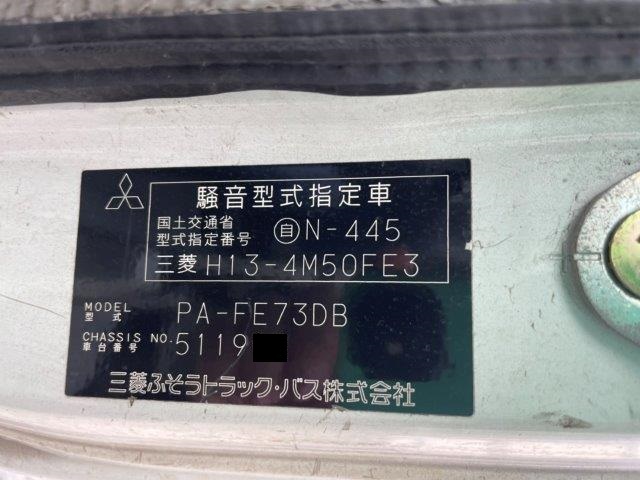 騒音型式指定車
国土交通省
型式指定番号 自 N-445
三菱 H13-4M50FE3
MODEL
型式 PA-FE73DB
CHASSIS NO.
車台番号 5119
三菱ふそうトラック・バス株式会社